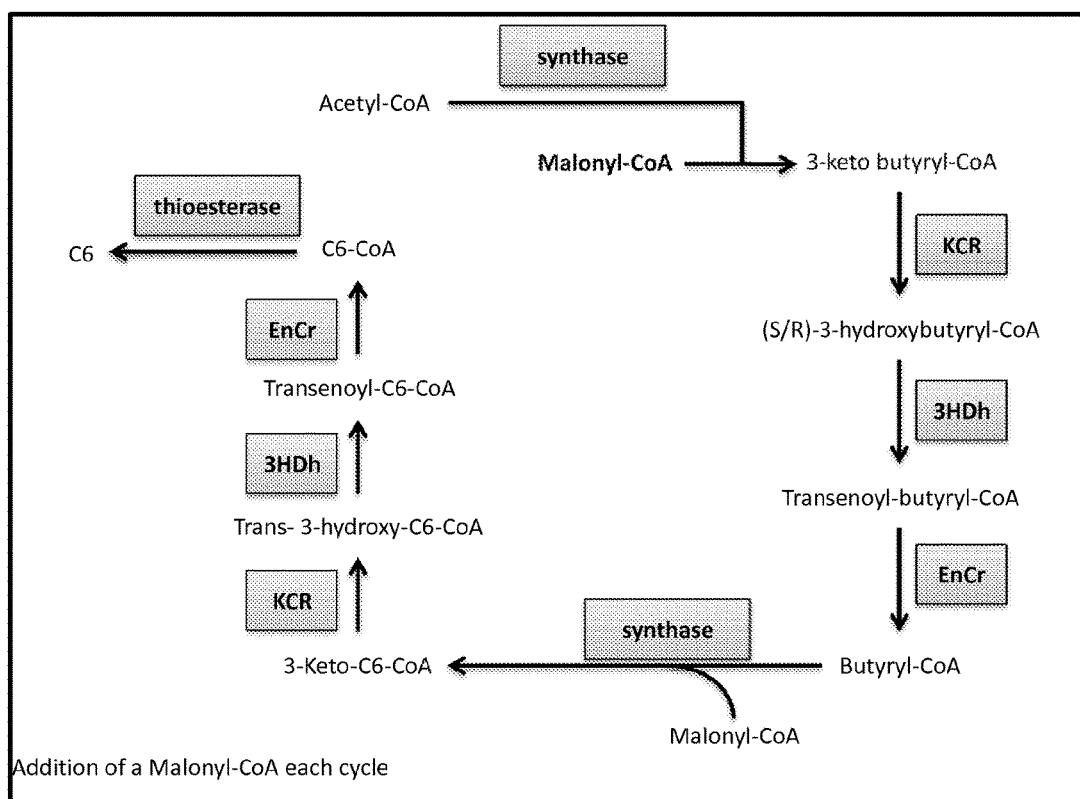 synthase
Acetyl-CoA
Malonyl-CoA
3-keto butyryl-CoA
thioesterase
C6
C6-CoA
KCR
EnCr
(S/R)-3-hydroxybutyryl-CoA
Transenoyl-C6-CoA
3HDh
3HDh
Transenoyl-butyryl-CoA
Trans- 3-hydroxy-C6-CoA
EnCr
KCR
synthase
3-Keto-C6-CoA
Butyryl-CoA
Malonyl-CoA
Addition of a Malonyl-CoA each cycle